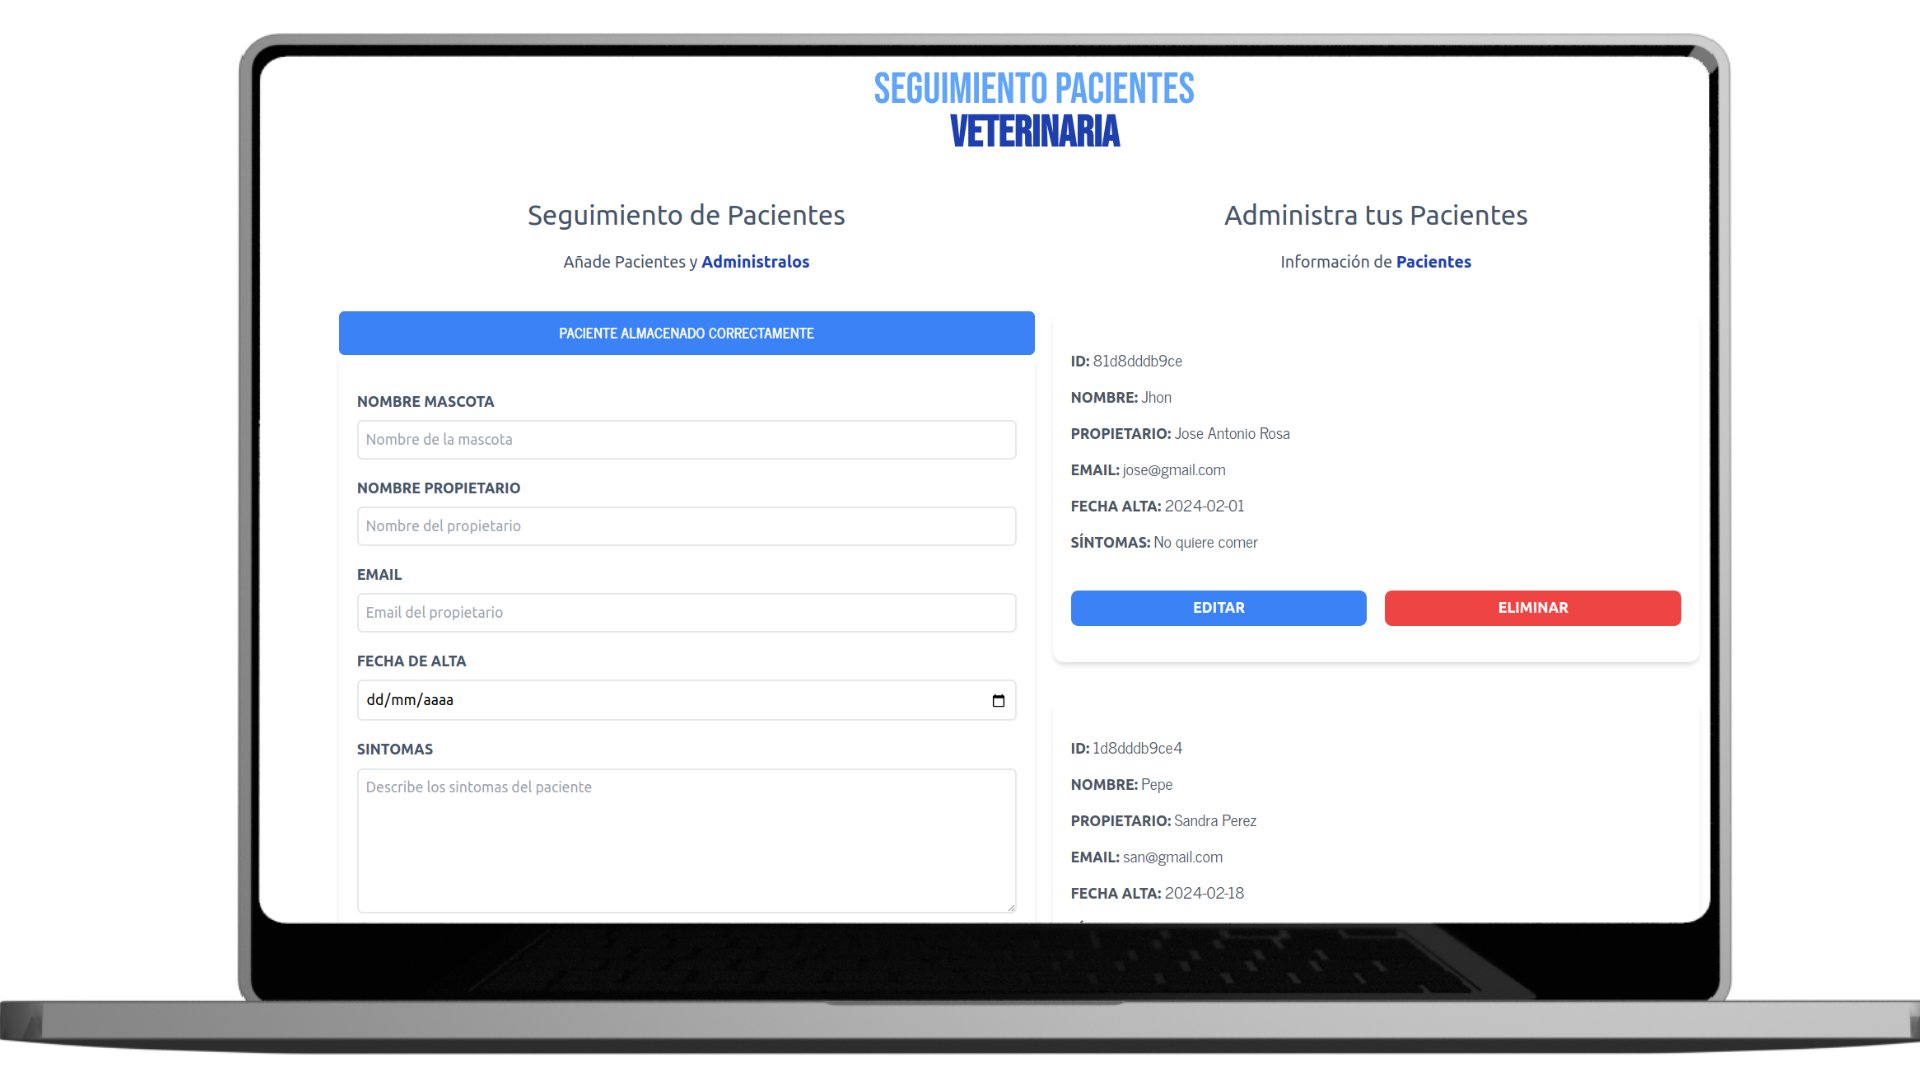 SEGUIMIENTO PACIENTES
VETERINARIA
Seguimiento de Pacientes
Añade Pacientes y Administralos
PACIENTE ALMACENADO CORRECTAMENTE
NOMBRE MASCOTA
Nombre de la mascota
NOMBRE PROPIETARIO
Nombre del propietario
EMAIL
Email del propietario
FECHA DE ALTA
dd/mm/aaaa
SINTOMAS
Describe los sintomas del paciente
Administra tus Pacientes
Información de Pacientes
ID: 81d8dddb9ce
NOMBRE: Jhon
PROPIETARIO: Jose Antonio Rosa
EMAIL: jose@gmail.com
FECHA ALTA: 2024-02-01
SÍNTOMAS: No quiere comer
EDITAR
ELIMINAR
ID: 1d8dddb9ce4
NOMBRE: Pepe
PROPIETARIO: Sandra Perez
EMAIL: san@gmail.com
FECHA ALTA: 2024-02-18